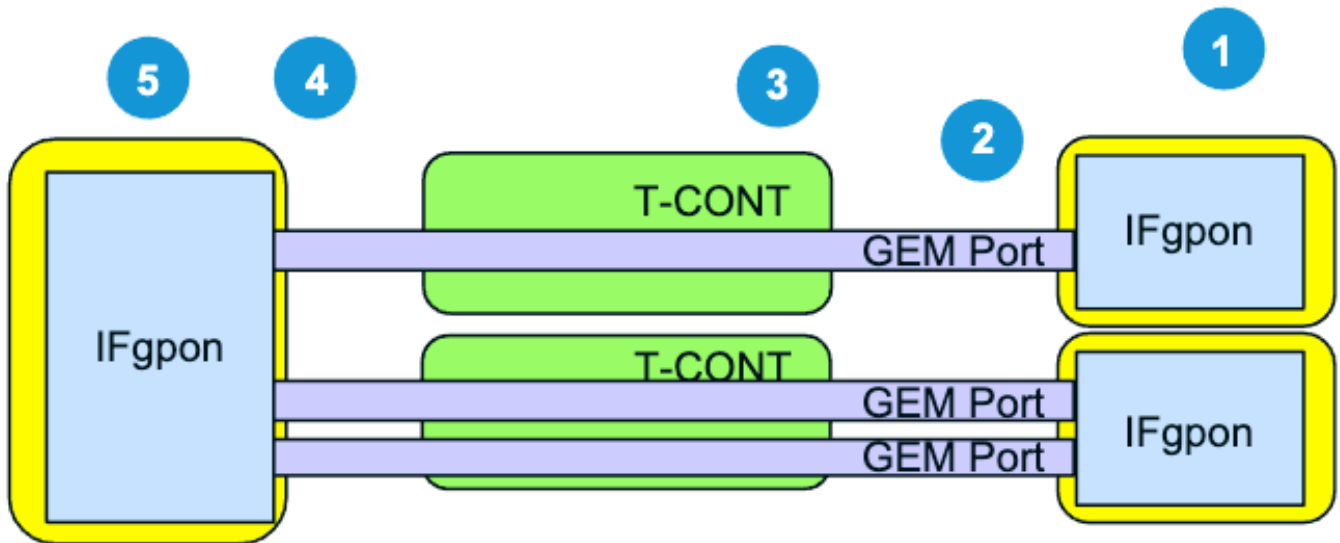 5
4
3
1
2
T-CONT
GEM Port
IFgpon
IFgpon
T-CONT
GEM Port
IFgpon
GEM Port